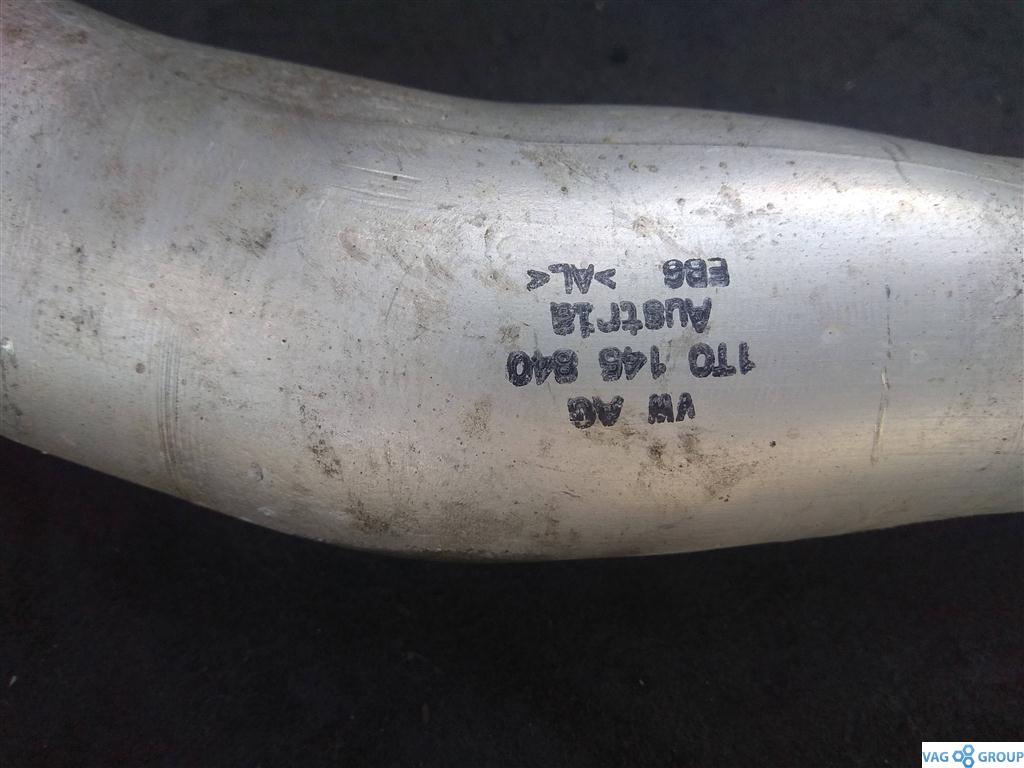 VW AG
1T0 145 840
Austria
EB6 >AL<
VAG GROUP